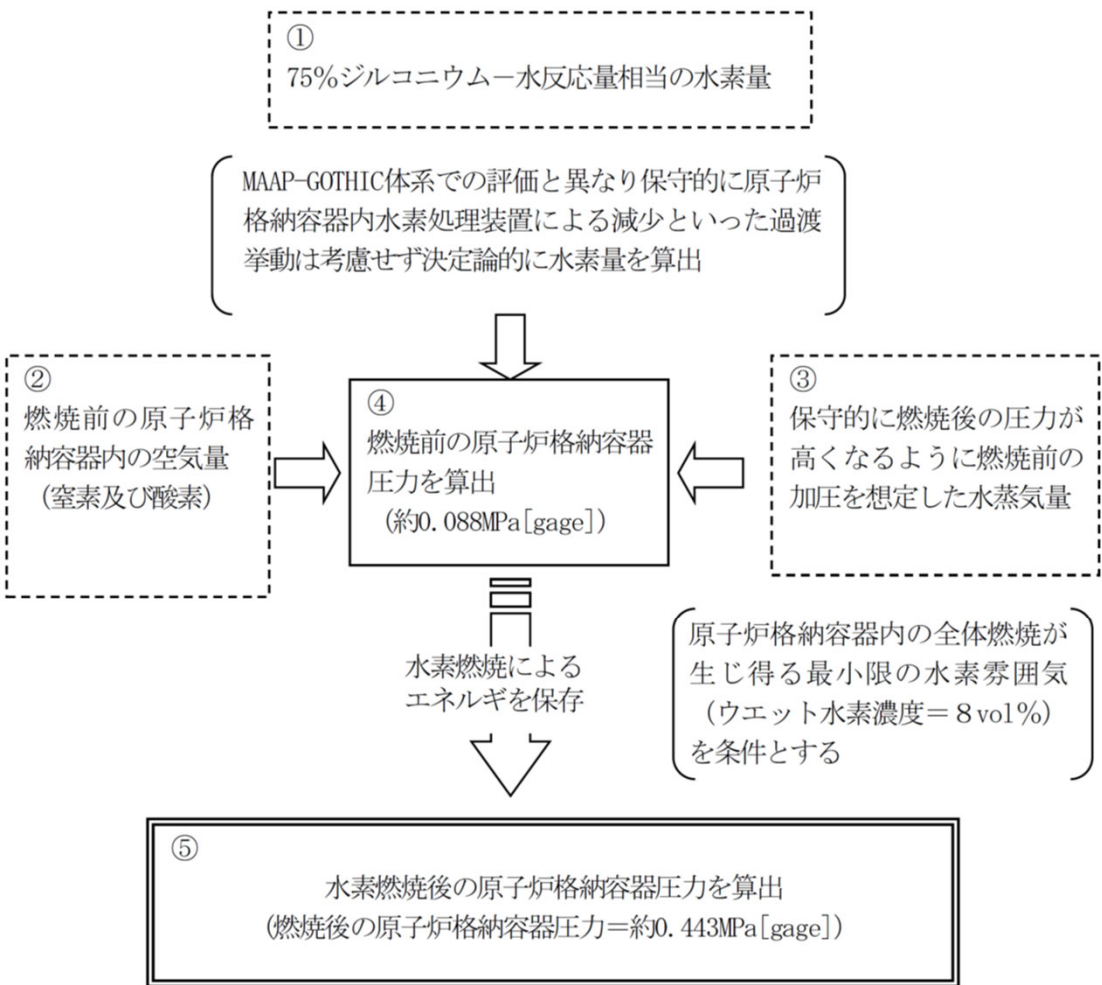 ①
75%ジルコニウム－水反応量相当の水素量
MAAP-GOTHIC体系での評価と異なり保守的に原子炉
格納容器内水素処理装置による減少といった過渡
挙動は考慮せず決定論的に水素量を算出
②
燃焼前の原子炉格
納容器内の空気量
（窒素及び酸素）
④
燃焼前の原子炉格納容器
圧力を算出
（約0.088MPa[gage]）
③
保守的に燃焼後の圧力が
高くなるように燃焼前の
加圧を想定した水蒸気量
水素燃焼による
エネルギを保存
原子炉格納容器内の全体燃焼が
生じ得る最小限の水素雰囲気
（ウエット水素濃度＝８vol％）
を条件とする
⑤
水素燃焼後の原子炉格納容器圧力を算出
(燃焼後の原子炉格納容器圧力＝約0.443MPa[gage])